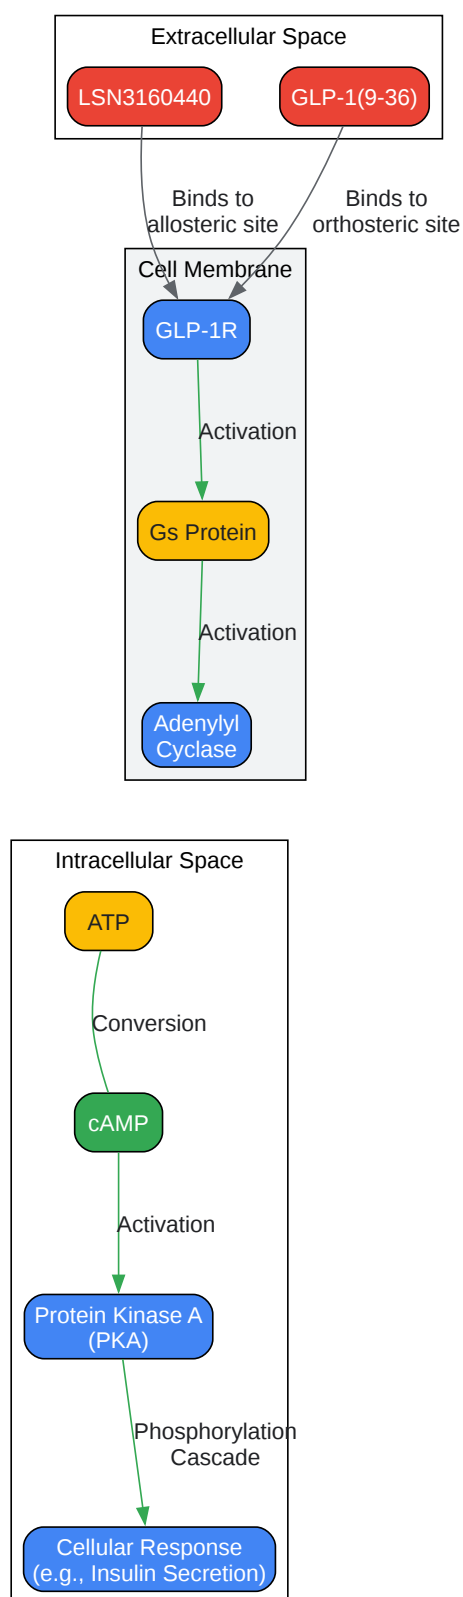 Extracellular Space
LSN3160440
GLP-1(9-36)
Binds to
allosteric site
Binds to
orthosteric site
Cell Membrane
GLP-1R
Activation
Gs Protein
Activation
Adenylyl
Cyclase
Intracellular Space
ATP
Conversion
cAMP
Activation
Protein Kinase A
(PKA)
Phosphorylation
Cascade
Cellular Response
(e.g., Insulin Secretion)